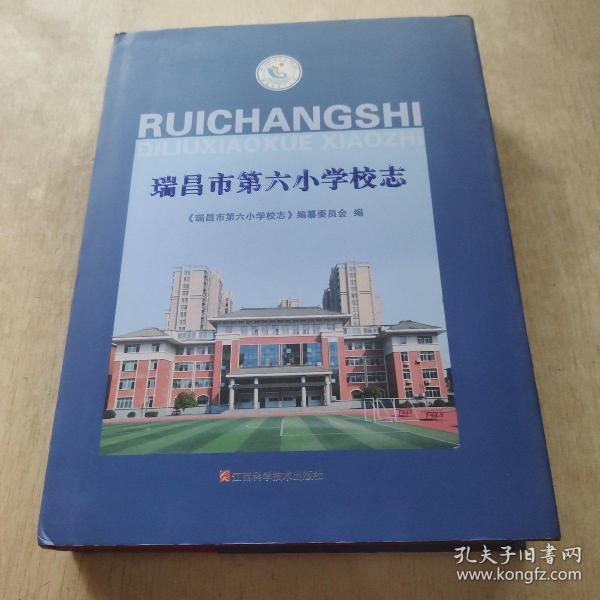 RUICHANGSHI
DILIUXIAOXUE XIAOZHI
瑞昌市第六小学校志
《瑞昌市第六小学校志》编纂委员会 编
江西科学技术出版社
孔夫子旧书网
www.kongfz.com